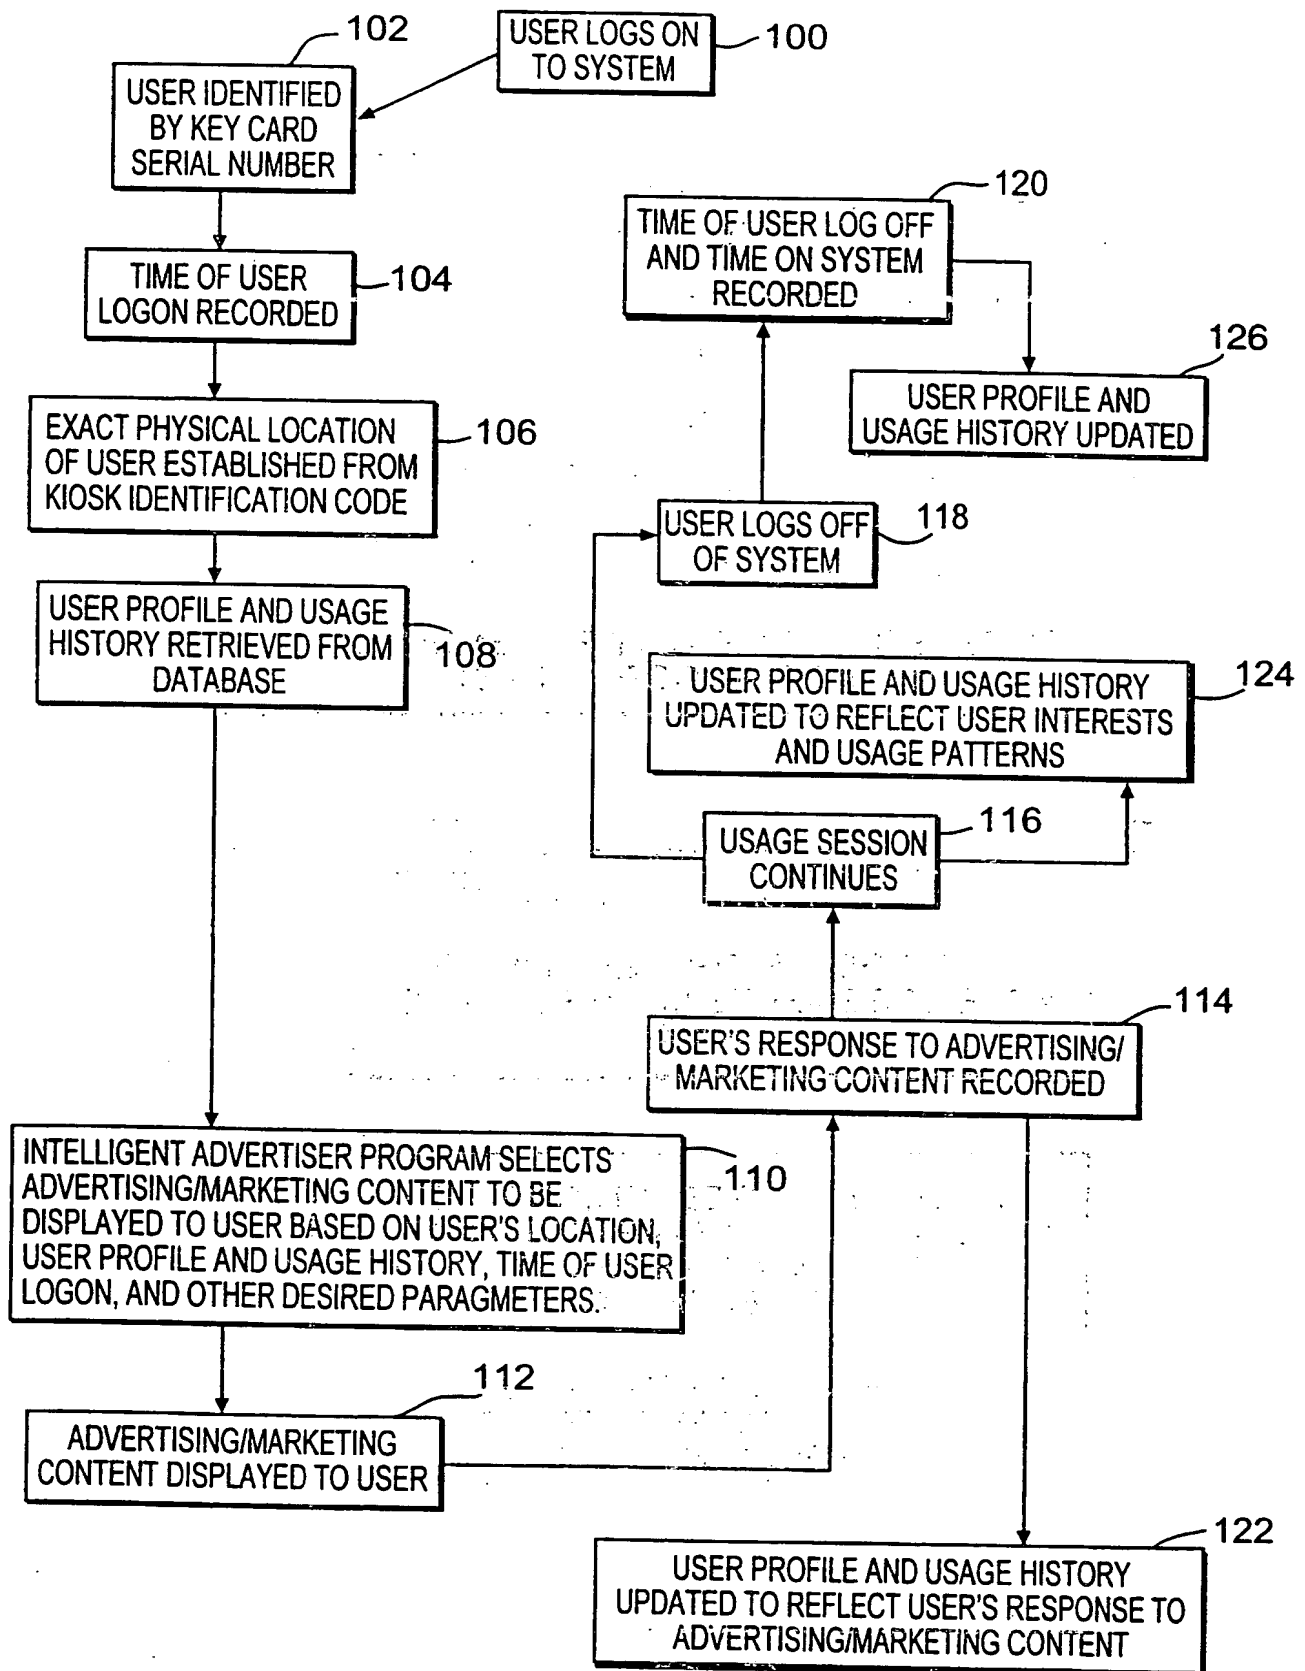 USER LOGS ON
TO SYSTEM
100
102
USER IDENTIFIED
BY KEY CARD
SERIAL NUMBER
TIME OF USER
LOGON RECORDED
104
EXACT PHYSICAL LOCATION
OF USER ESTABLISHED FROM
KIOSK IDENTIFICATION CODE
106
USER PROFILE AND USAGE
HISTORY RETRIEVED FROM
DATABASE
108
INTELLIGENT ADVERTISER PROGRAM SELECTS
ADVERTISING/MARKETING CONTENT TO BE
DISPLAYED TO USER BASED ON USER'S LOCATION,
USER PROFILE AND USAGE HISTORY, TIME OF USER
LOGON, AND OTHER DESIRED PARAGMETERS.
110
112
ADVERTISING/MARKETING
CONTENT DISPLAYED TO USER
114
USER'S RESPONSE TO ADVERTISING/
MARKETING CONTENT RECORDED
116
USAGE SESSION
CONTINUES
118
USER LOGS OFF
OF SYSTEM
120
TIME OF USER LOG OFF
AND TIME ON SYSTEM
RECORDED
126
USER PROFILE AND
USAGE HISTORY UPDATED
124
USER PROFILE AND USAGE HISTORY
UPDATED TO REFLECT USER INTERESTS
AND USAGE PATTERNS
122
USER PROFILE AND USAGE HISTORY
UPDATED TO REFLECT USER'S RESPONSE TO
ADVERTISING/MARKETING CONTENT